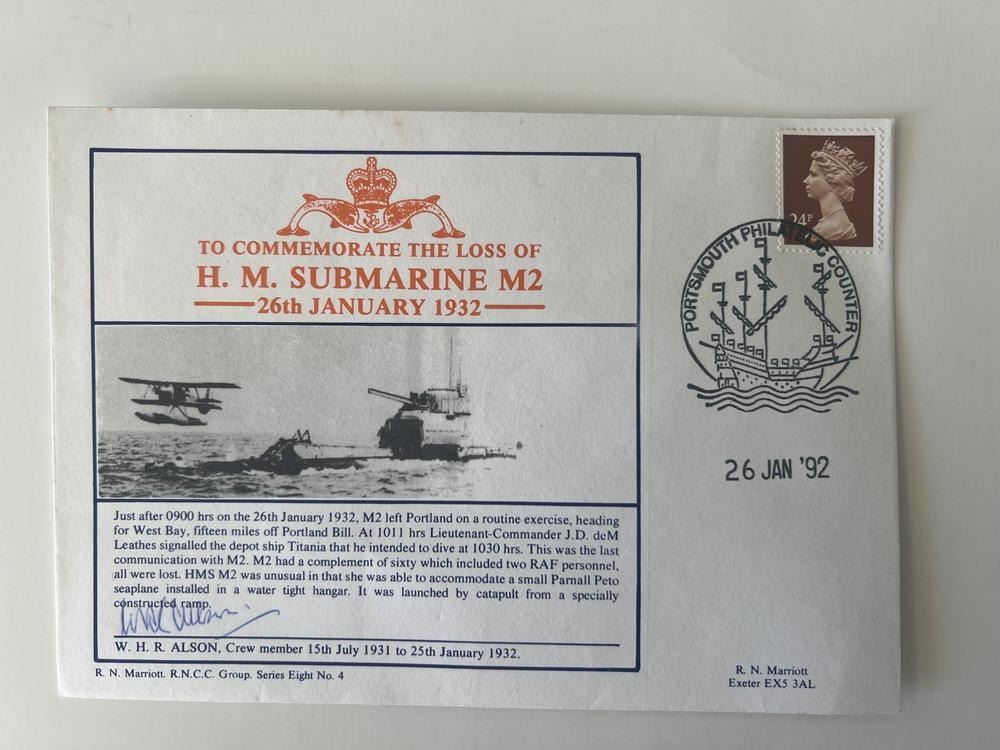 TO COMMEMORATE THE LOSS OF
H. M. SUBMARINE M2
26th JANUARY 1932
Just after 0900 hrs on the 26th January 1932, M2 left Portland on a routine exercise, heading
for West Bay, fifteen miles off Portland Bill. At 1011 hrs Lieutenant-Commander J.D. deM
Leathes signalled the depot ship Titania that he intended to dive at 1030 hrs. This was the last
communication with M2. M2 had a complement of sixty which included two RAF personnel,
all were lost. HMS M2 was unusual in that she was able to accommodate a small Parnall Peto
seaplane installed in a water tight hangar. It was launched by catapult from a specially
constructed ramp.
W. H. R. ALSON, Crew member 15th July 1931 to 25th January 1932.
R. N. Marriott. R.N.C.C. Group. Series Eight No. 4
24P
PORTSMOUTH PHILATELIC COUNTER
26 JAN '92
R. N. Marriott
Exeter EX5 3AL